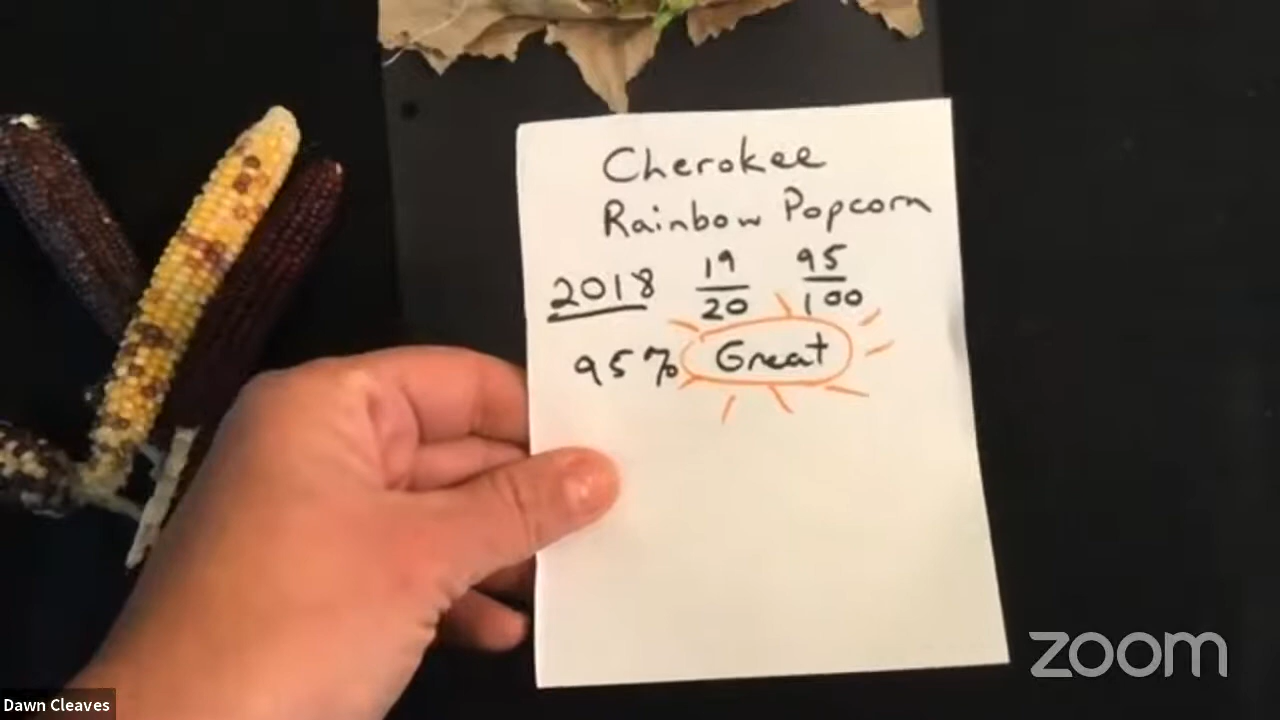 Cherokee
Rainbow Popcorn
2018 19/20 95/100
95% Great
zoom
Dawn Cleaves